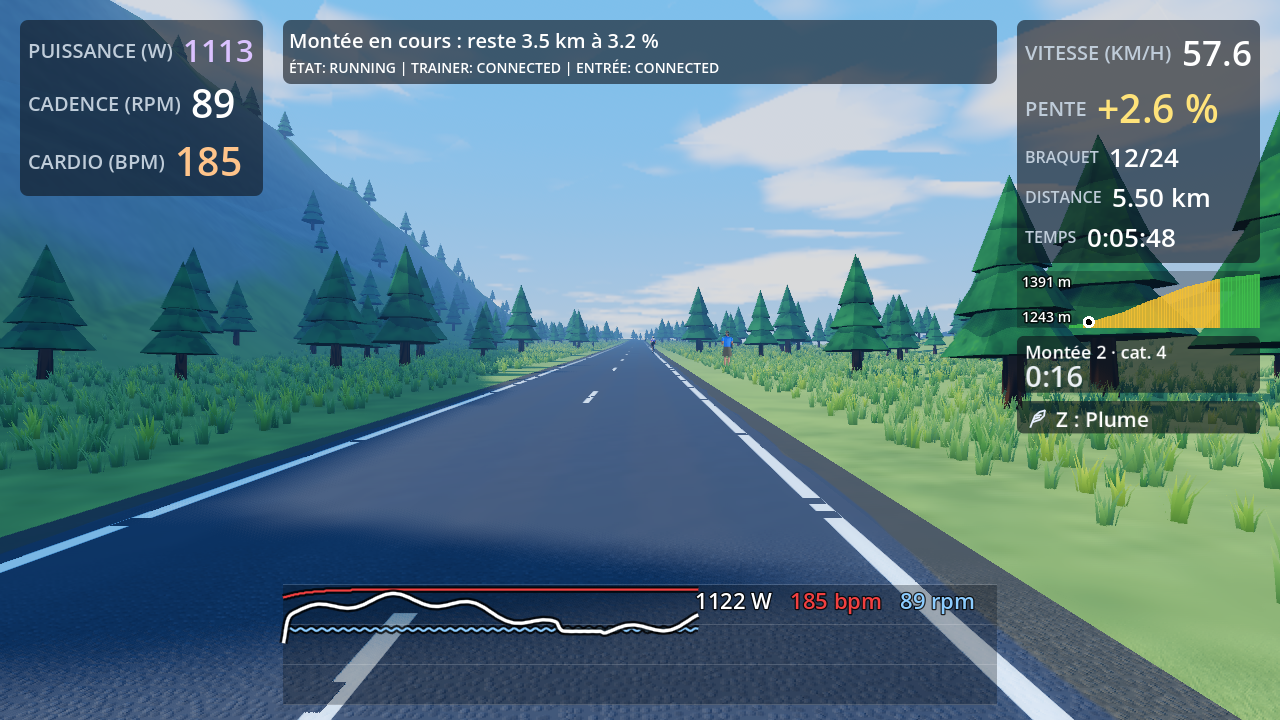 PUISSANCE (W) 1113
CADENCE (RPM) 89
CARDIO (BPM) 185
Montée en cours : reste 3.5 km à 3.2 %
ÉTAT: RUNNING | TRAINER: CONNECTED | ENTRÉE: CONNECTED
VITESSE (KM/H) 57.6
PENTE +2.6 %
BRAQUET 12/24
DISTANCE 5.50 km
TEMPS 0:05:48
1391 m
1243 m
Montée 2 · cat. 4
0:16
Z : Plume
1122 W 185 bpm 89 rpm